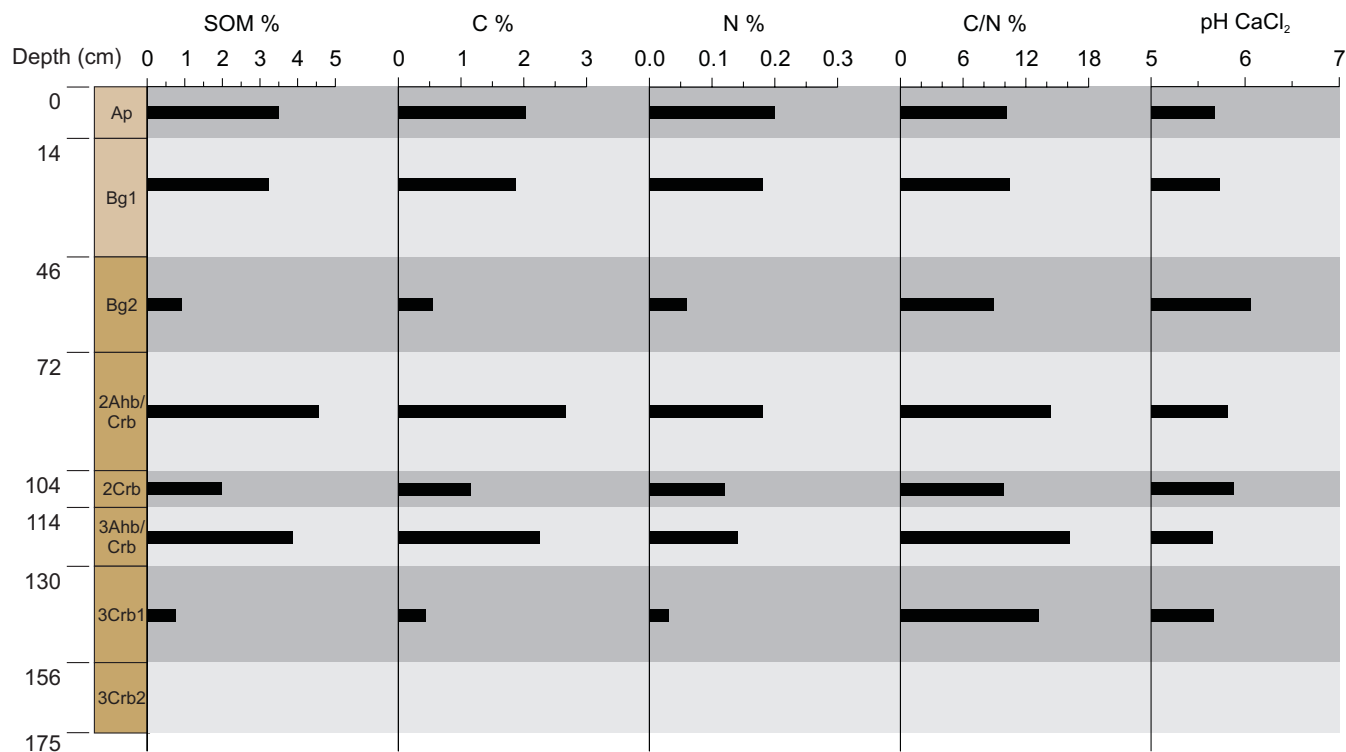 SOM % C % N % C/N % pH CaCl₂
Depth (cm) 0 1 2 3 4 5 0 1 2 3 0.0 0.1 0.2 0.3 0 6 12 18 5 6 7
0
Ap
14
Bg1
46
Bg2
72
2Ahb/
Crb
104
2Crb
114
3Ahb/
Crb
130
3Crb1
156
3Crb2
175